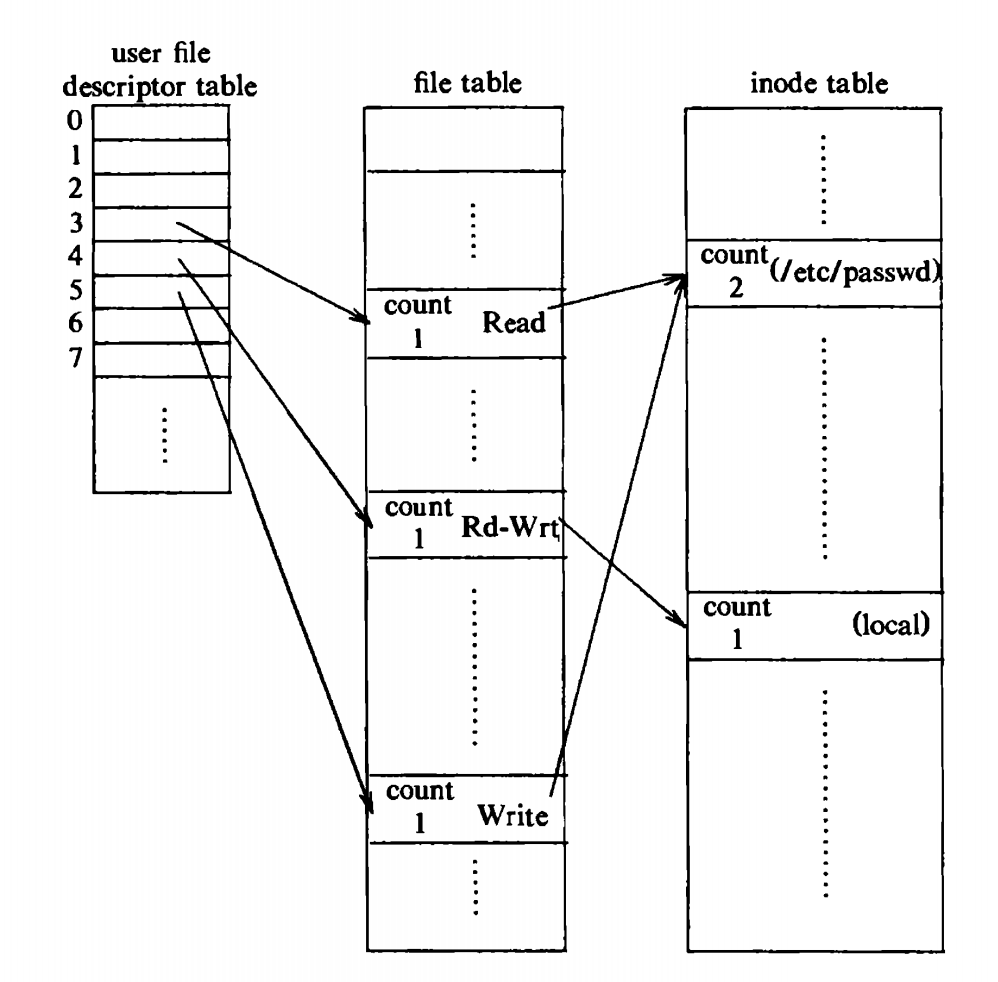 user file
descriptor table
0
1
2
3
4
5
6
7
file table
count
1 Read
count
1 Rd-Wrt
count
1 Write
inode table
count
2 (/etc/passwd)
count
1 (local)